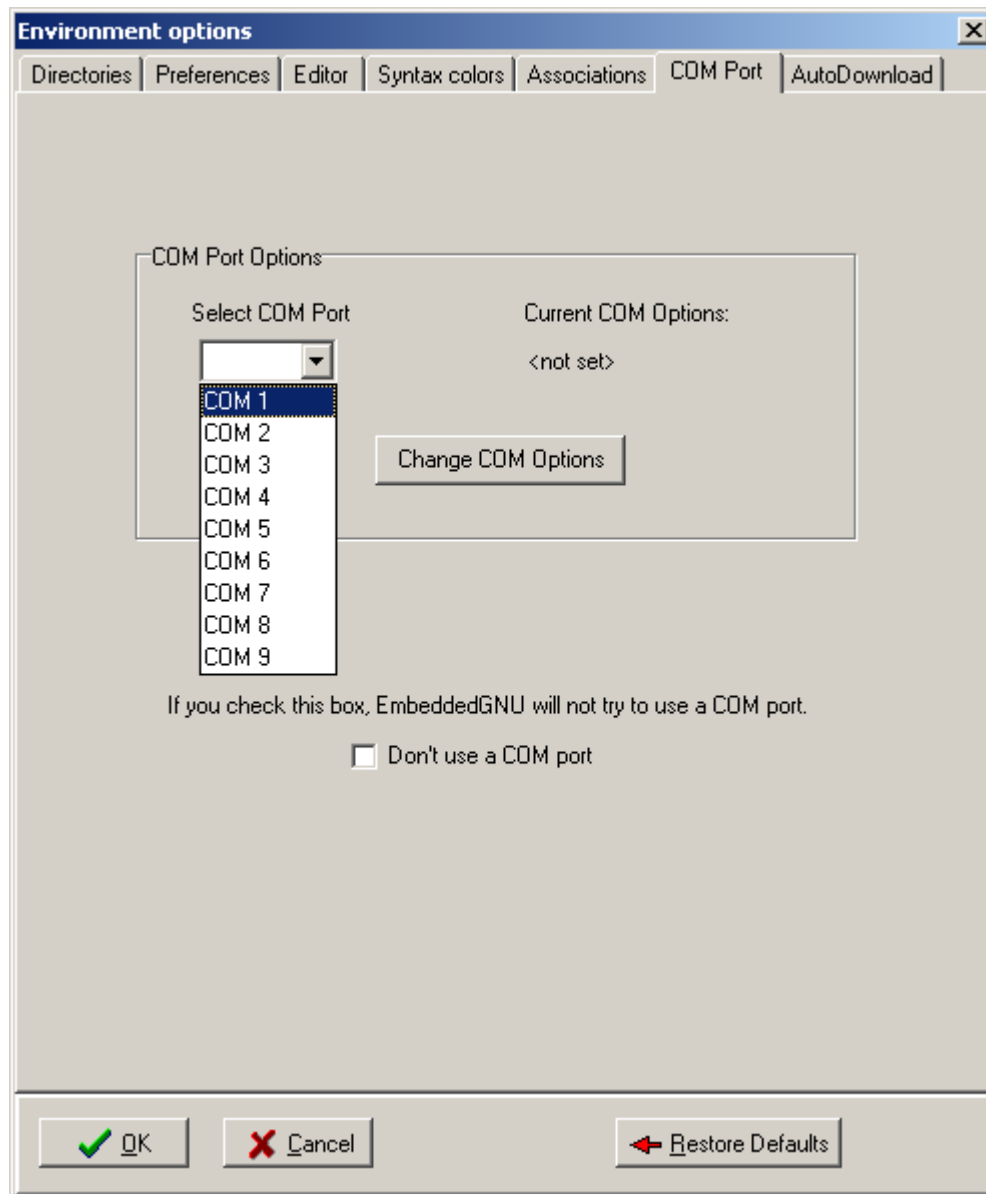 Environment options
Directories Preferences Editor Syntax colors Associations COM Port AutoDownload
COM Port Options
Select COM Port
Current COM Options:
<not set>
COM 1
COM 2
COM 3
COM 4
COM 5
COM 6
COM 7
COM 8
COM 9
Change COM Options
If you check this box, EmbeddedGNU will not try to use a COM port.
Don't use a COM port
OK Cancel Restore Defaults